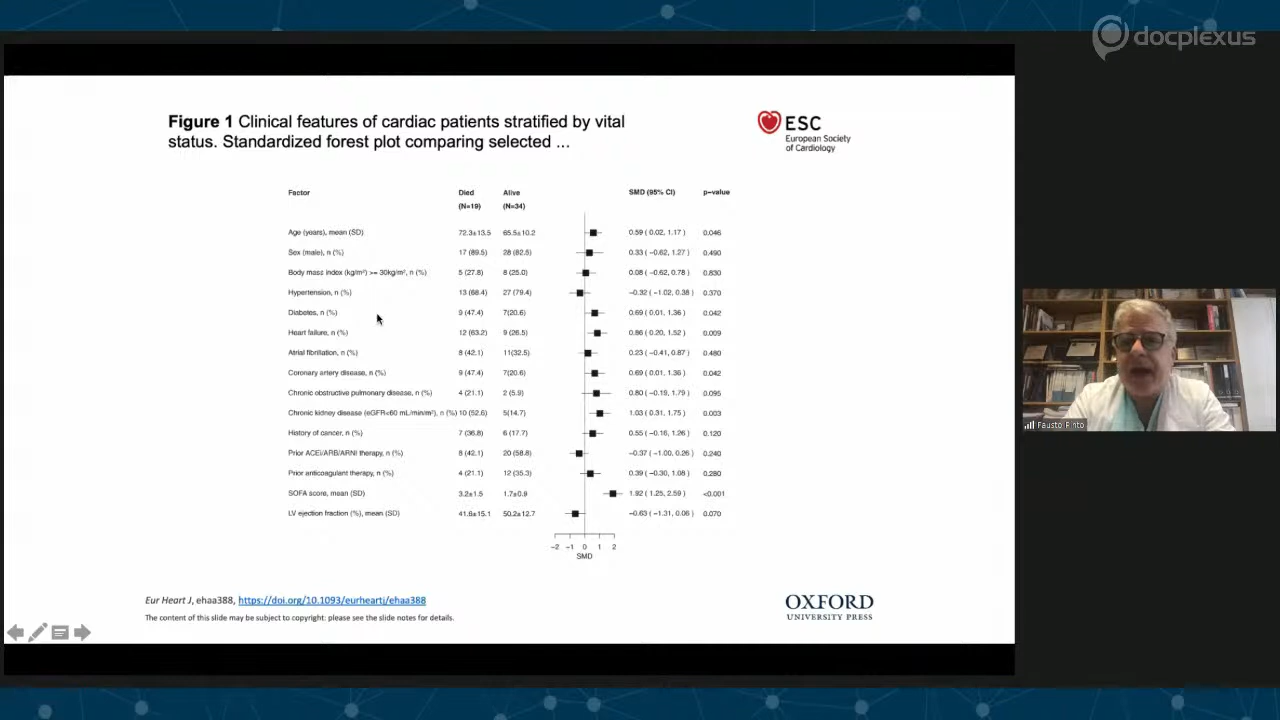 docplexus
Figure 1 Clinical features of cardiac patients stratified by vital
status. Standardized forest plot comparing selected ...
ESC
European Society
of Cardiology
Factor Died Alive SMD (95% CI) p-value
(N=19) (N=34)
Age (years), mean (SD) 72.3±13.5 65.5±10.2 0.59 ( 0.02, 1.17 ) 0.046
Sex (male), n (%) 17 (89.5) 28 (82.5) 0.33 ( −0.62, 1.27 ) 0.490
Body mass index (kg/m²) >= 30kg/m², n (%) 5 (27.8) 8 (25.0) 0.08 ( −0.62, 0.78 ) 0.830
Hypertension, n (%) 13 (68.4) 27 (79.4) −0.32 ( −1.02, 0.38 ) 0.370
Diabetes, n (%) 9 (47.4) 7(20.6) 0.69 ( 0.01, 1.36 ) 0.042
Heart failure, n (%) 12 (63.2) 9 (26.5) 0.86 ( 0.20, 1.52 ) 0.009
Atrial fibrillation, n (%) 8 (42.1) 11(32.5) 0.23 ( −0.41, 0.87 ) 0.480
Coronary artery disease, n (%) 9 (47.4) 7(20.6) 0.69 ( 0.01, 1.36 ) 0.042
Chronic obstructive pulmonary disease, n (%) 4 (21.1) 2 (5.9) 0.80 ( −0.19, 1.79 ) 0.095
Chronic kidney disease (eGFR<60 mL/min/m²), n (%) 10 (52.6) 5(14.7) 1.03 ( 0.31, 1.75 ) 0.003
History of cancer, n (%) 7 (36.8) 6 (17.7) 0.55 ( −0.16, 1.26 ) 0.120
Prior ACEi/ARB/ARNI therapy, n (%) 8 (42.1) 20 (58.8) −0.37 ( −1.00, 0.26 ) 0.240
Prior anticoagulant therapy, n (%) 4 (21.1) 12 (35.3) 0.39 ( −0.30, 1.08 ) 0.280
SOFA score, mean (SD) 3.2±1.5 1.7±0.9 1.92 ( 1.25, 2.59 ) <0.001
LV ejection fraction (%), mean (SD) 41.6±15.1 50.2±12.7 −0.63 ( −1.31, 0.06 ) 0.070
−2 −1 0 1 2
SMD
Eur Heart J, ehaa388, https://doi.org/10.1093/eurheartj/ehaa388
The content of this slide may be subject to copyright: please see the slide notes for details.
OXFORD
UNIVERSITY PRESS
Fausto Pinto